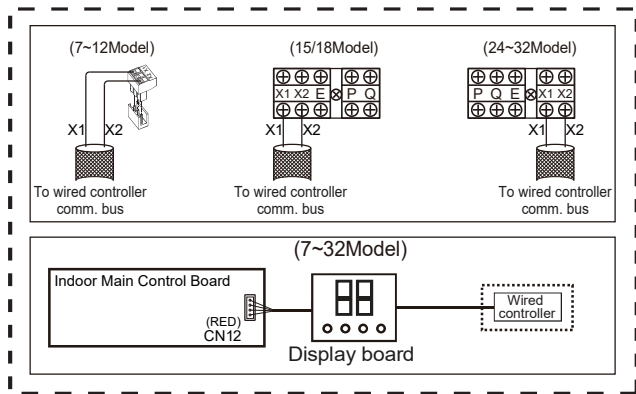 (7~12Model)
X1 X2
To wired controller
comm. bus
(15/18Model)
X1 X2 E P Q
X1 X2
To wired controller
comm. bus
(24~32Model)
P Q E X1 X2
X1 X2
To wired controller
comm. bus
(7~32Model)
Indoor Main Control Board
(RED)
CN12
Display board
Wired
controller